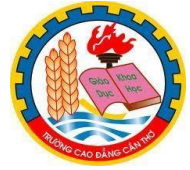 Giáo Khoa
Dục Học
TRƯỜNG CAO ĐẲNG CẦN THƠ